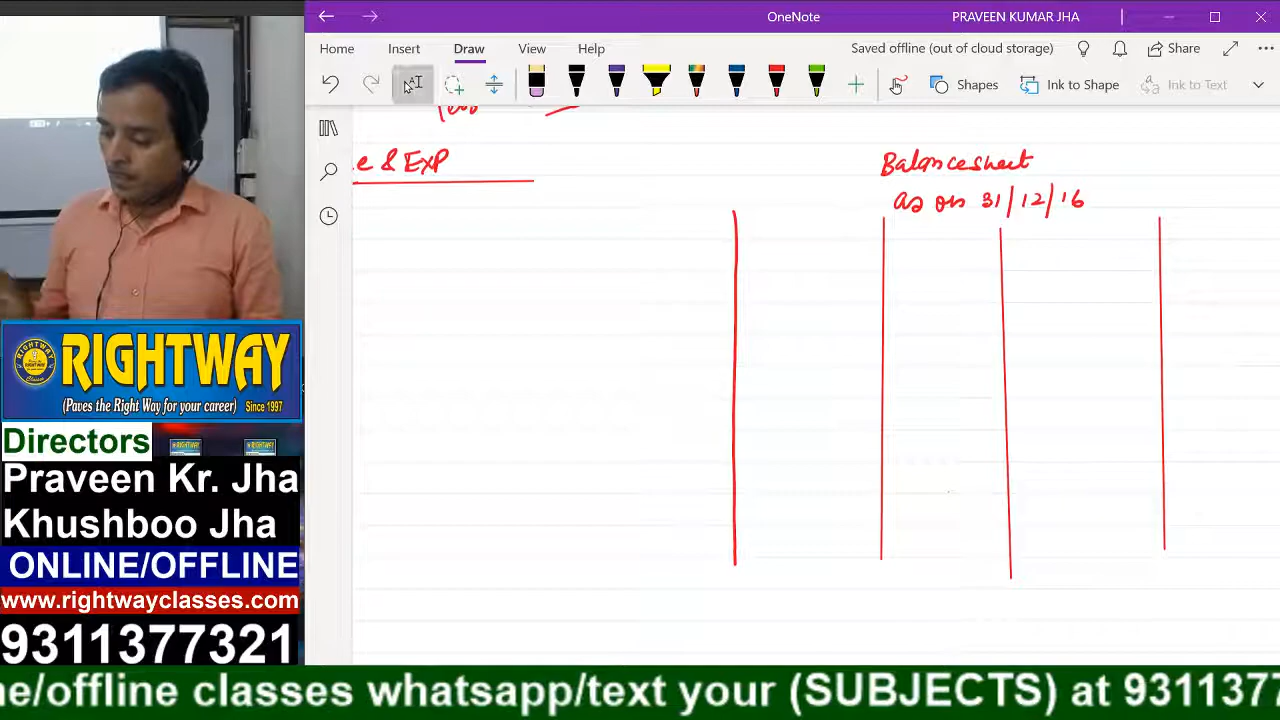 OneNote
PRAVEEN KUMAR JHA
Home
Insert
Draw
View
Help
Saved offline (out of cloud storage)
Share
Shapes
Ink to Shape
Ink to Text
e & Exp
Balancesheet
as on 31/12/16
RIGHTWAY
(Paves the Right Way for your career)
Since 1997
Directors
Praveen Kr. Jha
Khushboo Jha
ONLINE/OFFLINE
www.rightwayclasses.com
9311377321
ne/offline classes whatsapp/text your (SUBJECTS) at 9311377